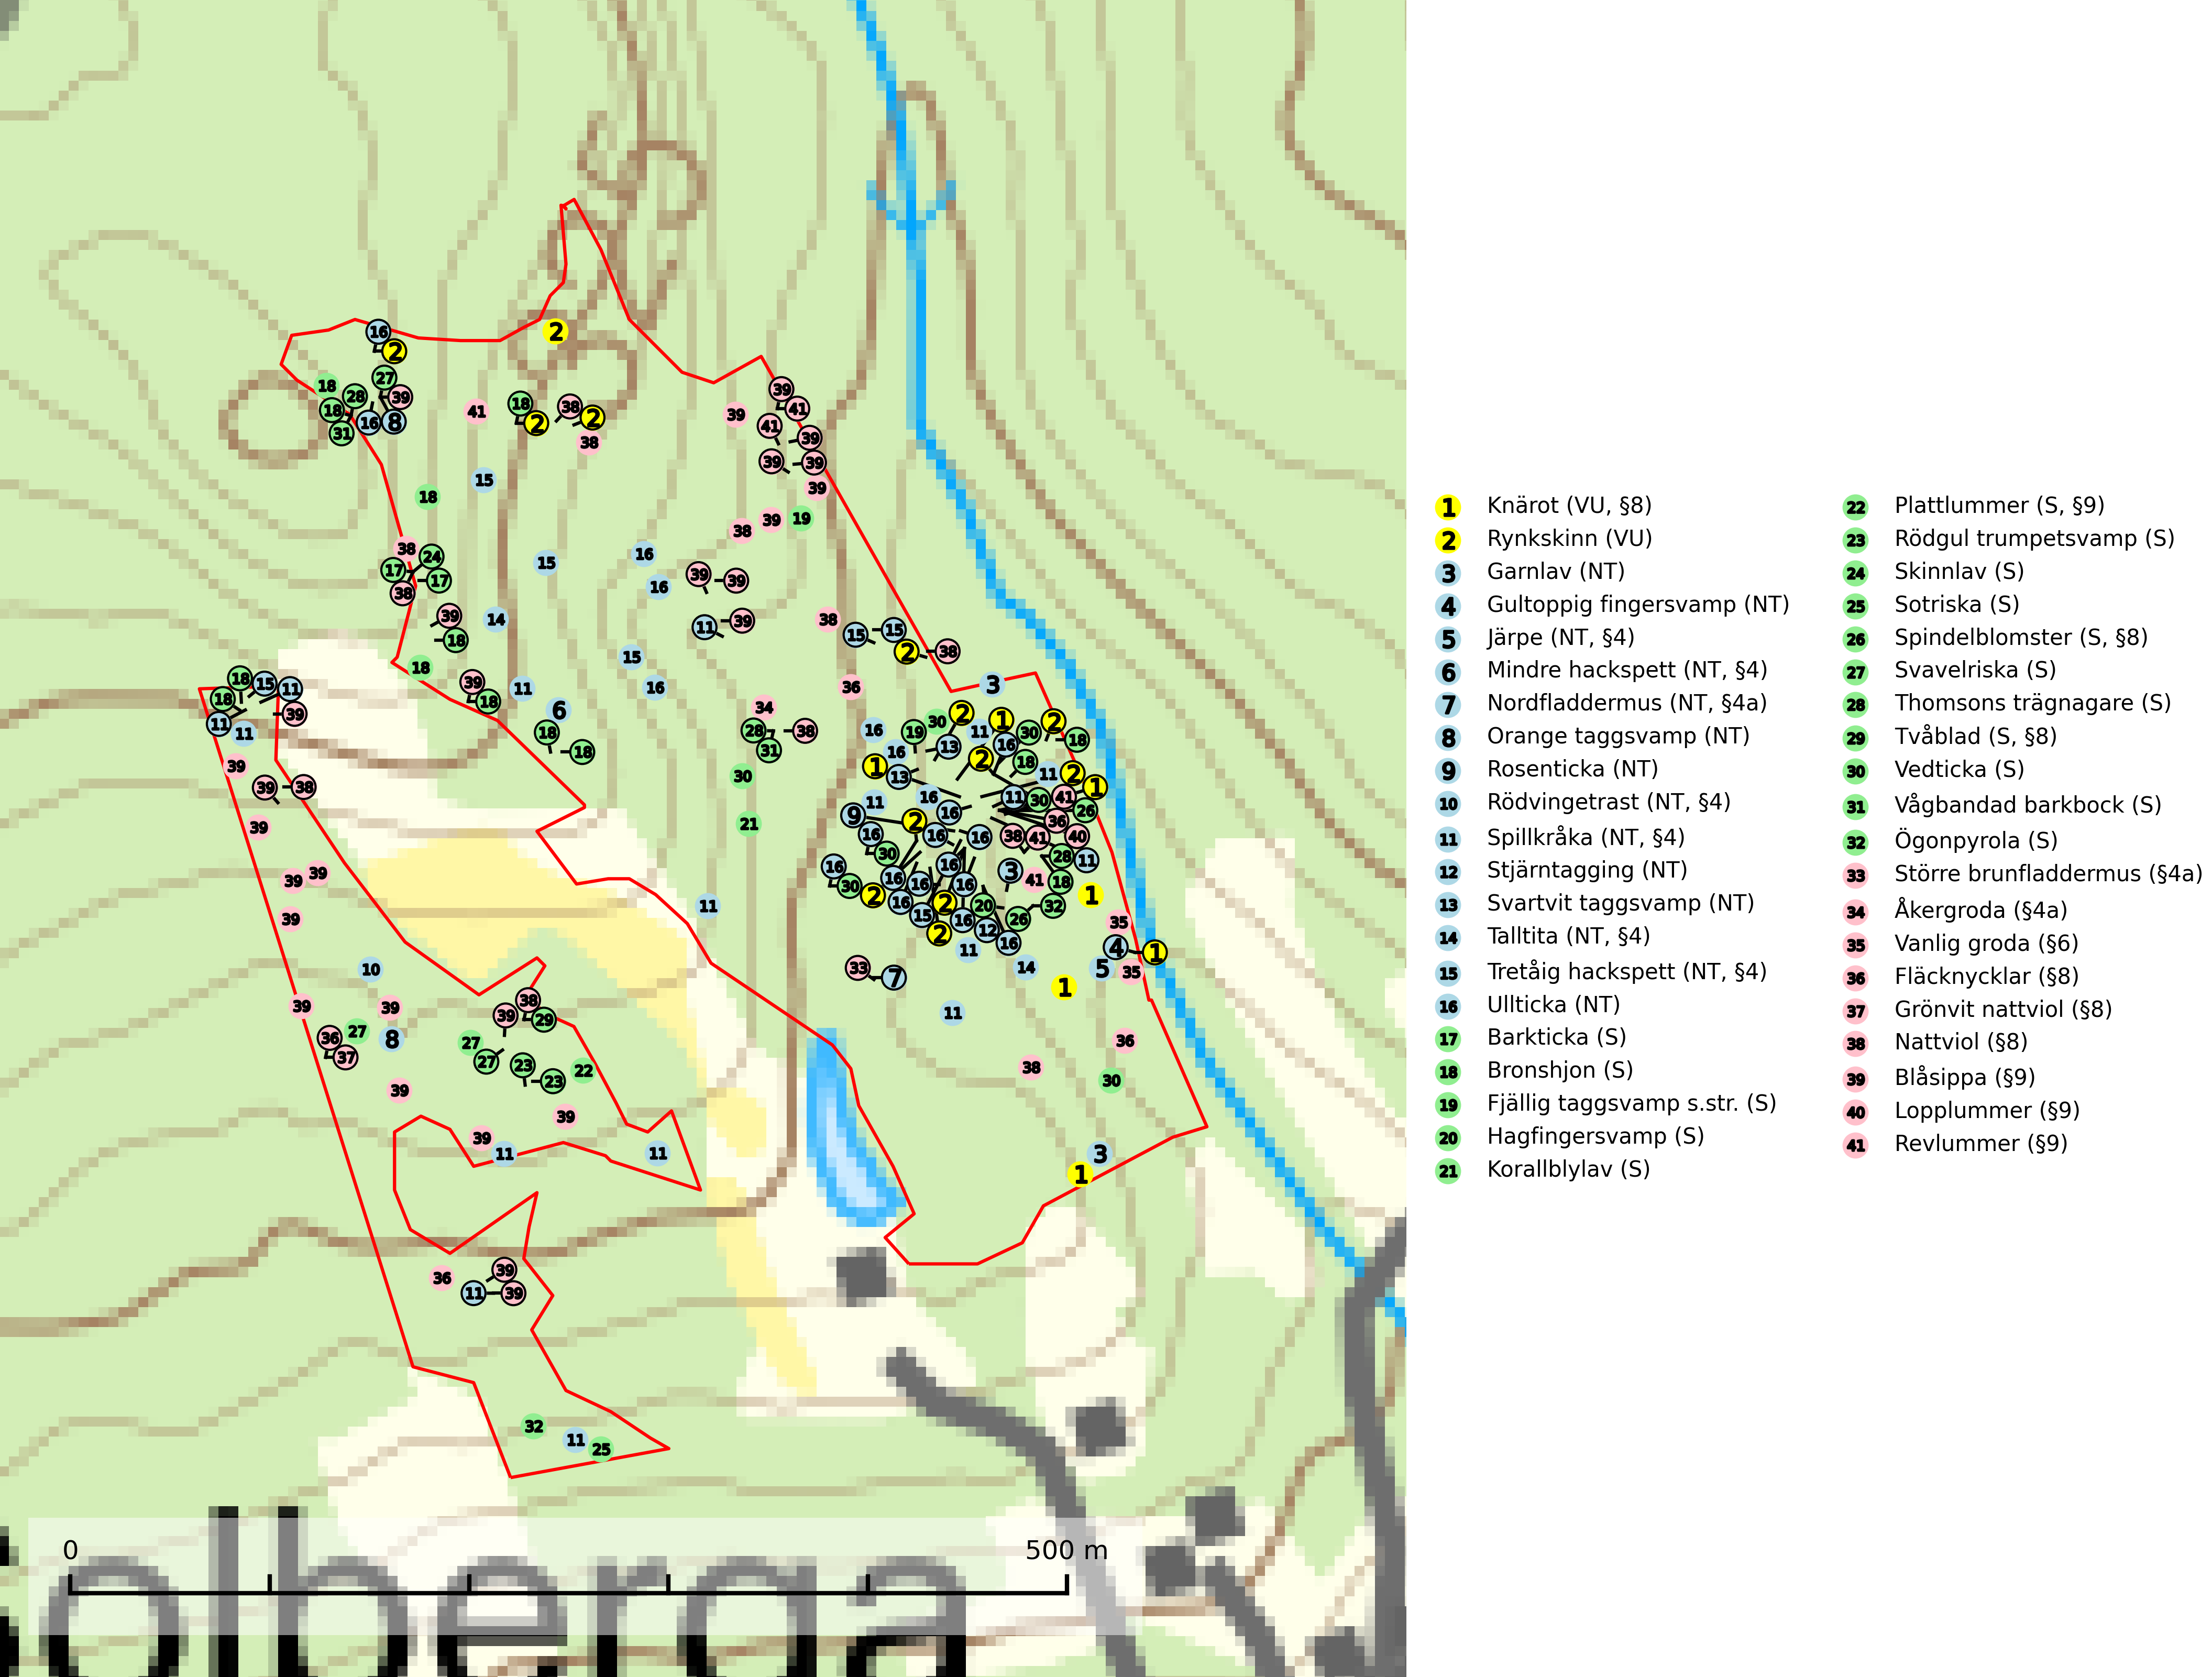 1 Knärot (VU, §8)
2 Rynkskinn (VU)
3 Garnlav (NT)
4 Gultoppig fingersvamp (NT)
5 Järpe (NT, §4)
6 Mindre hackspett (NT, §4)
7 Nordfladdermus (NT, §4a)
8 Orange taggsvamp (NT)
9 Rosenticka (NT)
10 Rödvingetrast (NT, §4)
11 Spillkråka (NT, §4)
12 Stjärntagging (NT)
13 Svartvit taggsvamp (NT)
14 Talltita (NT, §4)
15 Tretåig hackspett (NT, §4)
16 Ullticka (NT)
17 Barkticka (S)
18 Bronshjon (S)
19 Fjällig taggsvamp s.str. (S)
20 Hagfingersvamp (S)
21 Korallblylav (S)
22 Plattlummer (S, §9)
23 Rödgul trumpetsvamp (S)
24 Skinnlav (S)
25 Sotriska (S)
26 Spindelblomster (S, §8)
27 Svavelriska (S)
28 Thomsons trägnagare (S)
29 Tvåblad (S, §8)
30 Vedticka (S)
31 Vågbandad barkbock (S)
32 Ögonpyrola (S)
33 Större brunfladdermus (§4a)
34 Åkergroda (§4a)
35 Vanlig groda (§6)
36 Fläcknycklar (§8)
37 Grönvit nattviol (§8)
38 Nattviol (§8)
39 Blåsippa (§9)
40 Lopplummer (§9)
41 Revlummer (§9)
0 500 m
olberga